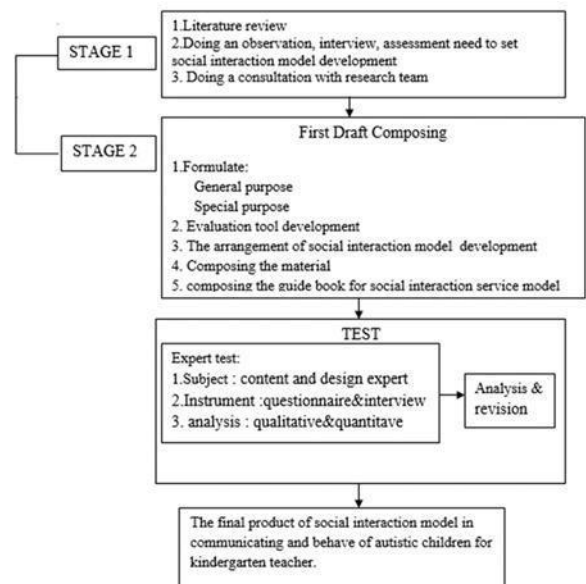 STAGE 1
1.Literature review
2.Doing an observation, interview, assessment need to set
social interaction model development
3. Doing a consultation with research team
STAGE 2
First Draft Composing
1.Formulate:
General purpose
Special purpose
2. Evaluation tool development
3. The arrangement of social interaction model development
4. Composing the material
5. composing the guide book for social interaction service model
TEST
Expert test:
1.Subject : content and design expert
2.Instrument :questionnaire&interview
3. analysis : qualitative&quantitave
Analysis &
revision
The final product of social interaction model in
communicating and behave of autistic children for
kindergarten teacher.